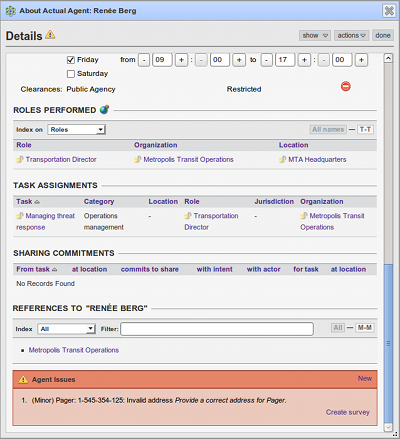 About Actual Agent: Renée Berg
Details
show
actions
done
Friday
from - 09 + : - 00 + to - 17 + : - 00 +
Saturday
Clearances: Public Agency Restricted
ROLES PERFORMED
Index on Roles All names — T-T
Role Organization Location
Transportation Director Metropolis Transit Operations MTA Headquarters
TASK ASSIGNMENTS
Task Category Location Role Jurisdiction Organization
Managing threat Operations - Transportation - Metropolis Transit
response management Director Operations
SHARING COMMITMENTS
From task at location commits to share with intent with actor for task at location
No Records Found
REFERENCES TO "RENÉE BERG"
Index All Filter: All — M-M
Metropolis Transit Operations
Agent Issues New
1. (Minor) Pager: 1-545-354-125: Invalid address Provide a correct address for Pager.
Create survey